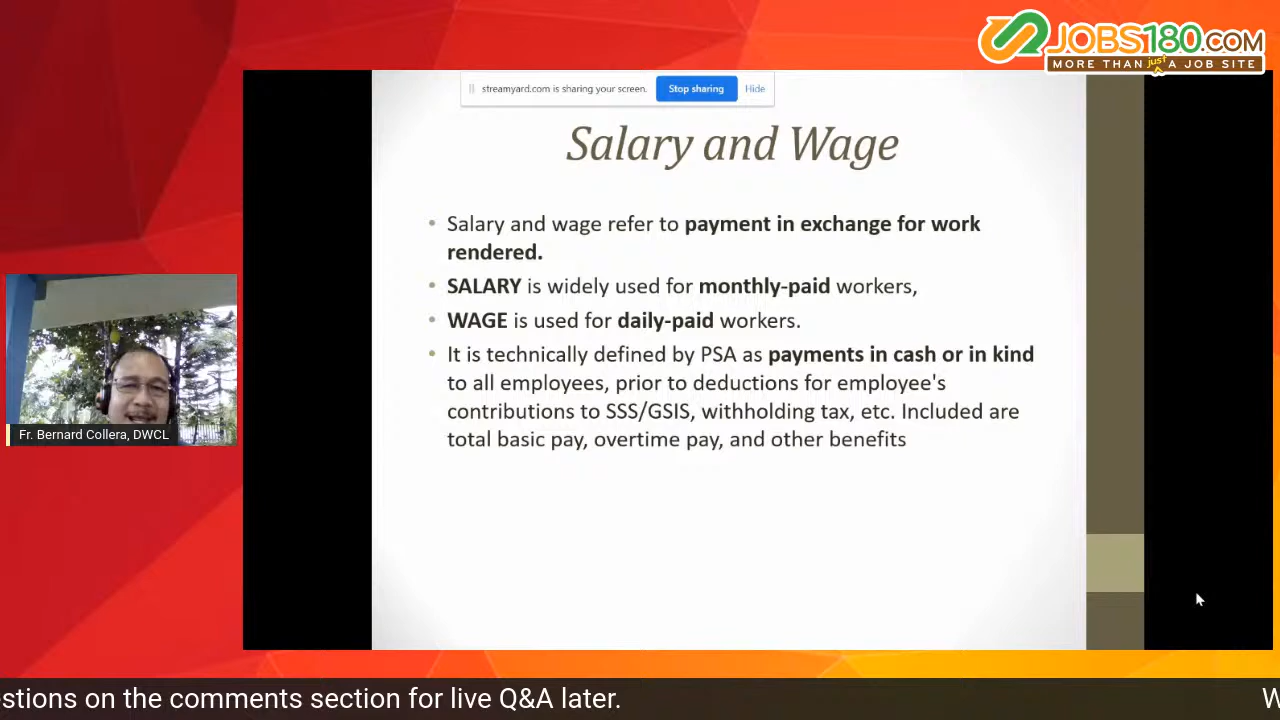 JOBS180.COM
MORE THAN just A JOB SITE
streamyard.com is sharing your screen. Stop sharing Hide
Salary and Wage
• Salary and wage refer to payment in exchange for work
rendered.
• SALARY is widely used for monthly-paid workers,
• WAGE is used for daily-paid workers.
• It is technically defined by PSA as payments in cash or in kind
to all employees, prior to deductions for employee's
contributions to SSS/GSIS, withholding tax, etc. Included are
total basic pay, overtime pay, and other benefits
Fr. Bernard Collera, DWCL
stions on the comments section for live Q&A later. W